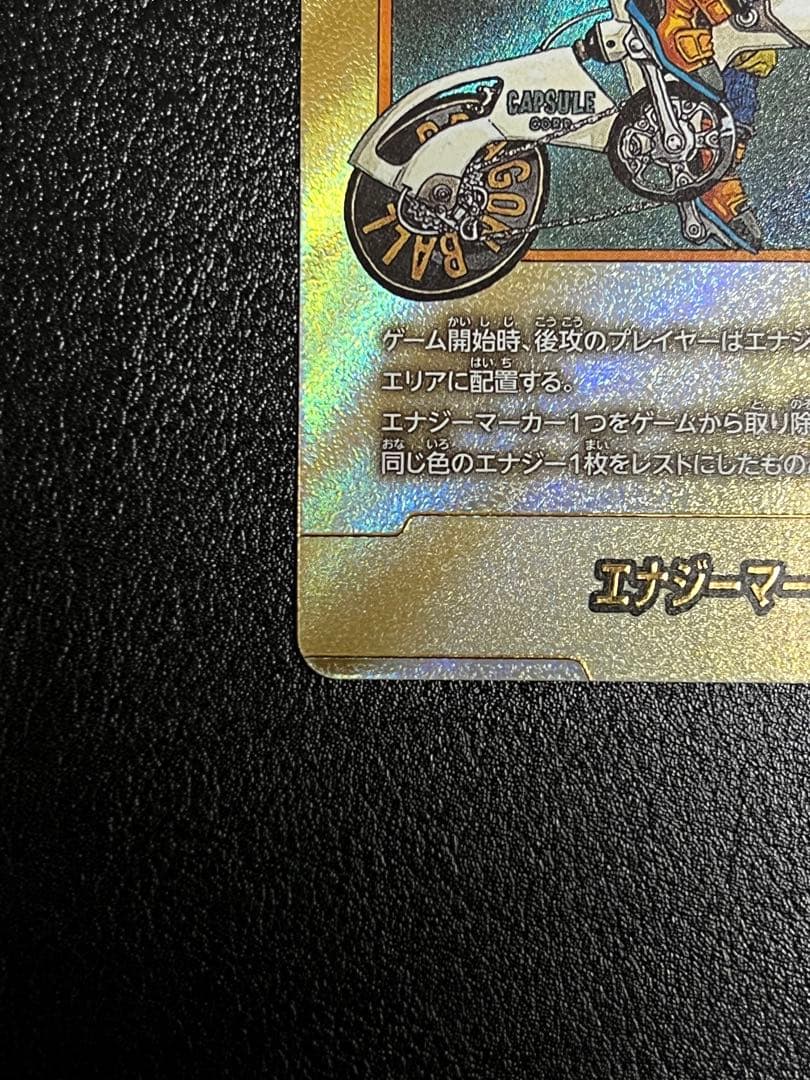 CAPSULE
CORP.
DRAGON BALL
ゲーム開始時、後攻のプレイヤーはエナジ
エリアに配置する。
エナジーマーカー1つをゲームから取り除
同じ色のエナジー1枚をレストにしたもの
エナジーマー